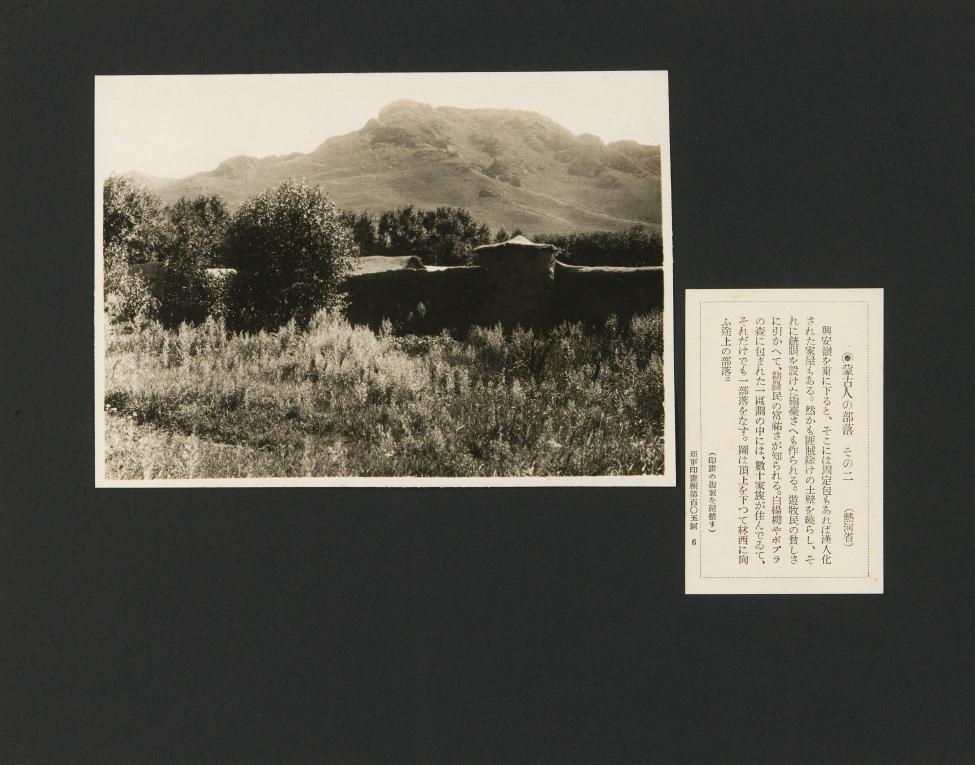 ◉蒙古人の部落 その二 (熱河省)
興安嶺を東に下ると、そこには固定包もあれば漢人化
された家屋もある。然かも匪賊除けの土壁を繞らし、そ
れに銃眼を設けた砲臺さへも作られる。遊牧民の貧しさ
に引かへて、耕農民の富祐さが知られる。白楊柳やポプラ
の森に包まれた一區劃の中には、數十家族が住んでゐて、
それだけでも一部落をなす。圖は頂上を下つて林西に向
ふ途上の部落。
(印畫の複製を嚴禁す)
亞東印畫輯第百〇五回 6